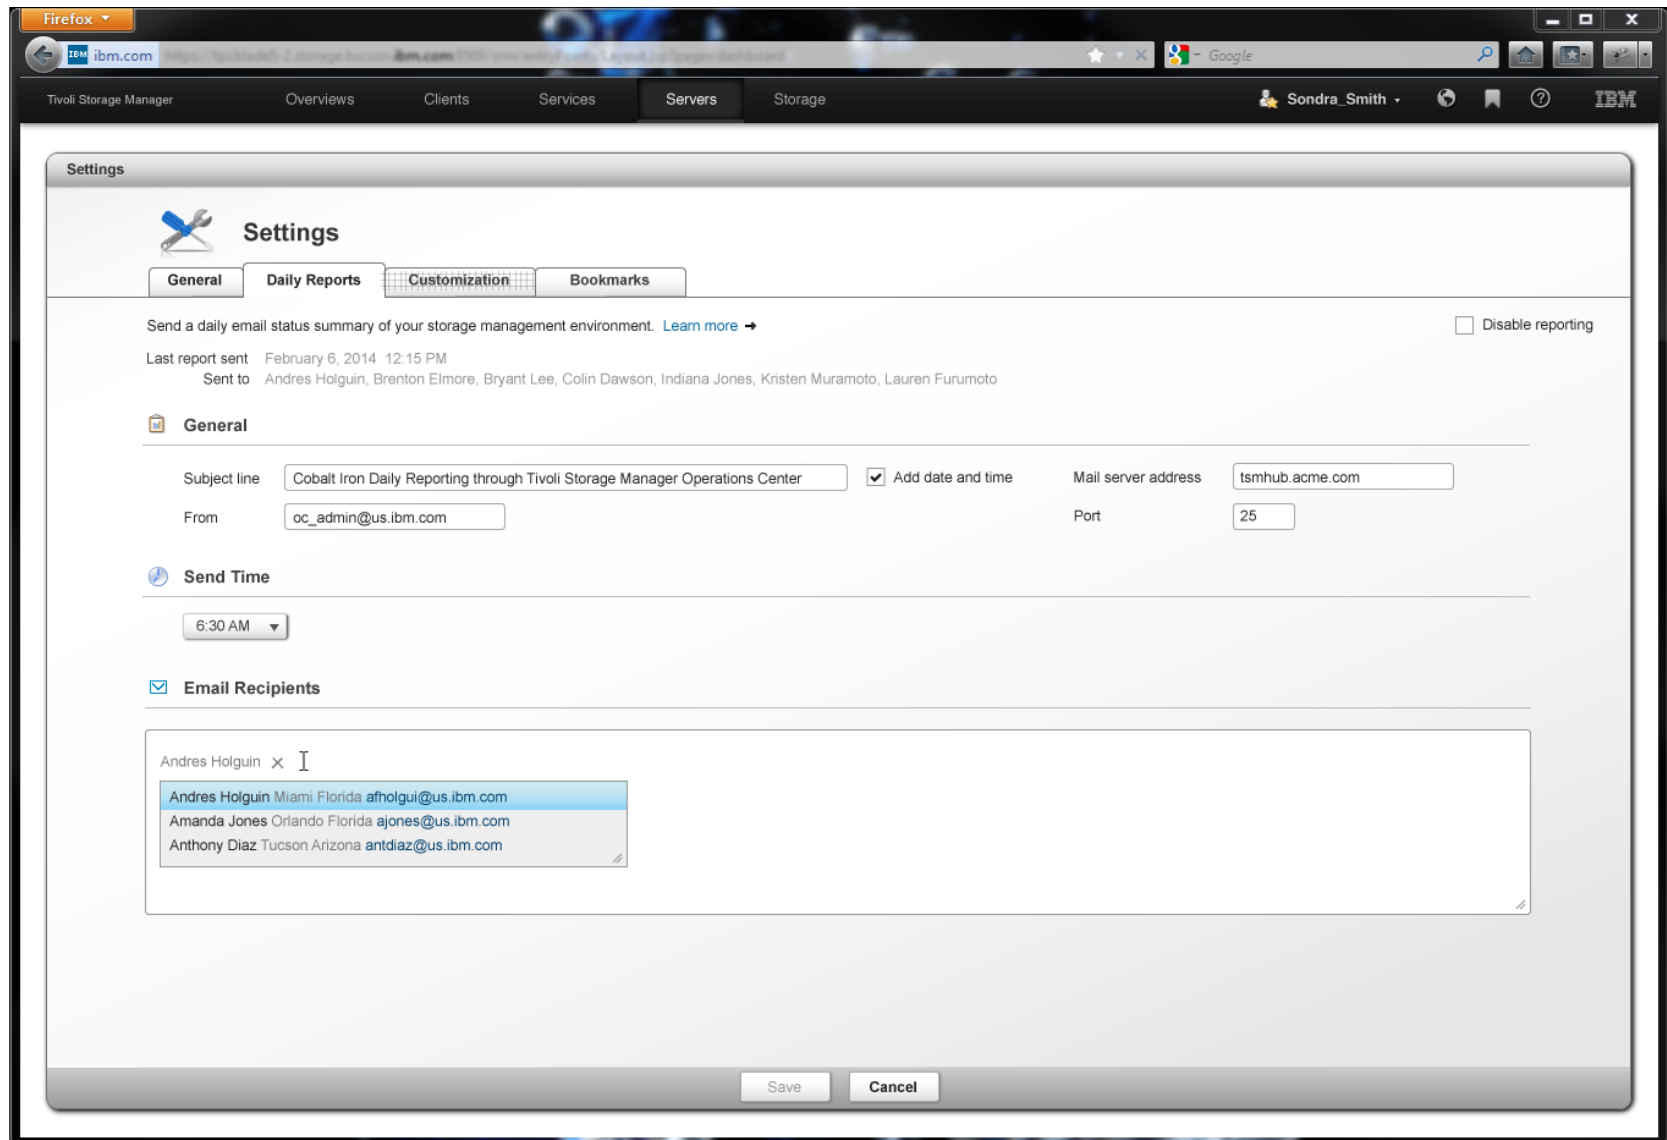 Firefox
IBM ibm.com ibm.com Google
Tivoli Storage Manager Overviews Clients Services Servers Storage Sondra_Smith IBM
Settings
Settings
General Daily Reports Customization Bookmarks
Send a daily email status summary of your storage management environment. Learn more Disable reporting
Last report sent February 6, 2014 12:15 PM
Sent to Andres Holguin, Brenton Elmore, Bryant Lee, Colin Dawson, Indiana Jones, Kristen Muramoto, Lauren Furumoto
General
Subject line Cobalt Iron Daily Reporting through Tivoli Storage Manager Operations Center Add date and time Mail server address tsmhub.acme.com
From oc_admin@us.ibm.com Port 25
Send Time
6:30 AM
Email Recipients
Andres Holguin
Andres Holguin Miami Florida afholgui@us.ibm.com
Amanda Jones Orlando Florida ajones@us.ibm.com
Anthony Diaz Tucson Arizona antdiaz@us.ibm.com
Save Cancel